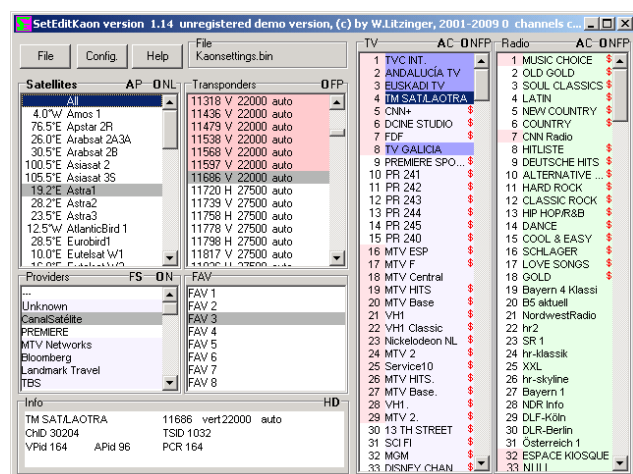 SetEditKaon version 1.14 unregistered demo version, (c) by W.Litzinger, 2001-2009 0 channels c...
File Config. Help
File
Kaonsettings.bin
Satellites A P O N L
All
4.0°W Amos 1
76.5°E Apstar 2R
26.0°E Arabsat 2A3A
30.5°E Arabsat 2B
100.5°E Asiasat 2
105.5°E Asiasat 3S
19.2°E Astra1
28.2°E Astra2
23.5°E Astra3
12.5°W AtlanticBird 1
28.5°E Eurobird1
10.0°E Eutelsat W1
Transponders O F P
11318 V 22000 auto
11436 V 22000 auto
11479 V 22000 auto
11538 V 22000 auto
11568 V 22000 auto
11597 V 22000 auto
11686 V 22000 auto
11720 H 27500 auto
11739 V 27500 auto
11758 H 27500 auto
11778 V 27500 auto
11798 H 27500 auto
11817 V 27500 auto
Providers F S O N
---
Unknown
CanalSatélite
PREMIERE
MTV Networks
Bloomberg
Landmark Travel
TBS
FAV
FAV 1
FAV 2
FAV 3
FAV 4
FAV 5
FAV 6
FAV 7
FAV 8
Info H D
TM SAT/LAOTRA 11686 vert 22000 auto
ChID 30204 TSID 1032
VPid 164 APid 96 PCR 164
TV A C O N F P
1 TVC INT.
2 ANDALUCÍA TV
3 EUSKADI TV
4 TM SAT/LAOTRA
5 CNN+ $
6 DCINE STUDIO $
7 FDF $
8 TV GALICIA
9 PREMIERE SPO... $
10 PR 241 $
11 PR 242 $
12 PR 243 $
13 PR 244 $
14 PR 245 $
15 PR 240 $
16 MTV ESP $
17 MTV F $
18 MTV Central
19 MTV HITS $
20 MTV Base $
21 VH1 $
22 VH1 Classic $
23 Nickelodeon NL $
24 MTV 2 $
25 Service10 $
26 MTV HITS. $
27 MTV Base. $
28 VH1. $
29 MTV 2. $
30 13 TH STREET $
31 SCI FI $
32 MGM $
33 DISNEY CHAN $
Radio A C O N F P
1 MUSIC CHOICE $
2 OLD GOLD $
3 SOUL CLASSICS $
4 LATIN $
5 NEW COUNTRY $
6 COUNTRY $
7 CNN Radio
8 HITLISTE $
9 DEUTSCHE HITS $
10 ALTERNATIVE ... $
11 HARD ROCK $
12 CLASSIC ROCK $
13 HIP HOP/R&B $
14 DANCE $
15 COOL & EASY $
16 SCHLAGER $
17 LOVE SONGS $
18 GOLD $
19 Bayern 4 Klassi
20 B5 aktuell
21 NordwestRadio
22 hr2
23 SR 1
24 hr-klassik
25 XXL
26 hr-skyline
27 Bayern 1
28 NDR Info
29 DLF-Köln
30 DLR-Berlin
31 Österreich 1
32 ESPACE KIOSQUE
33 NULL